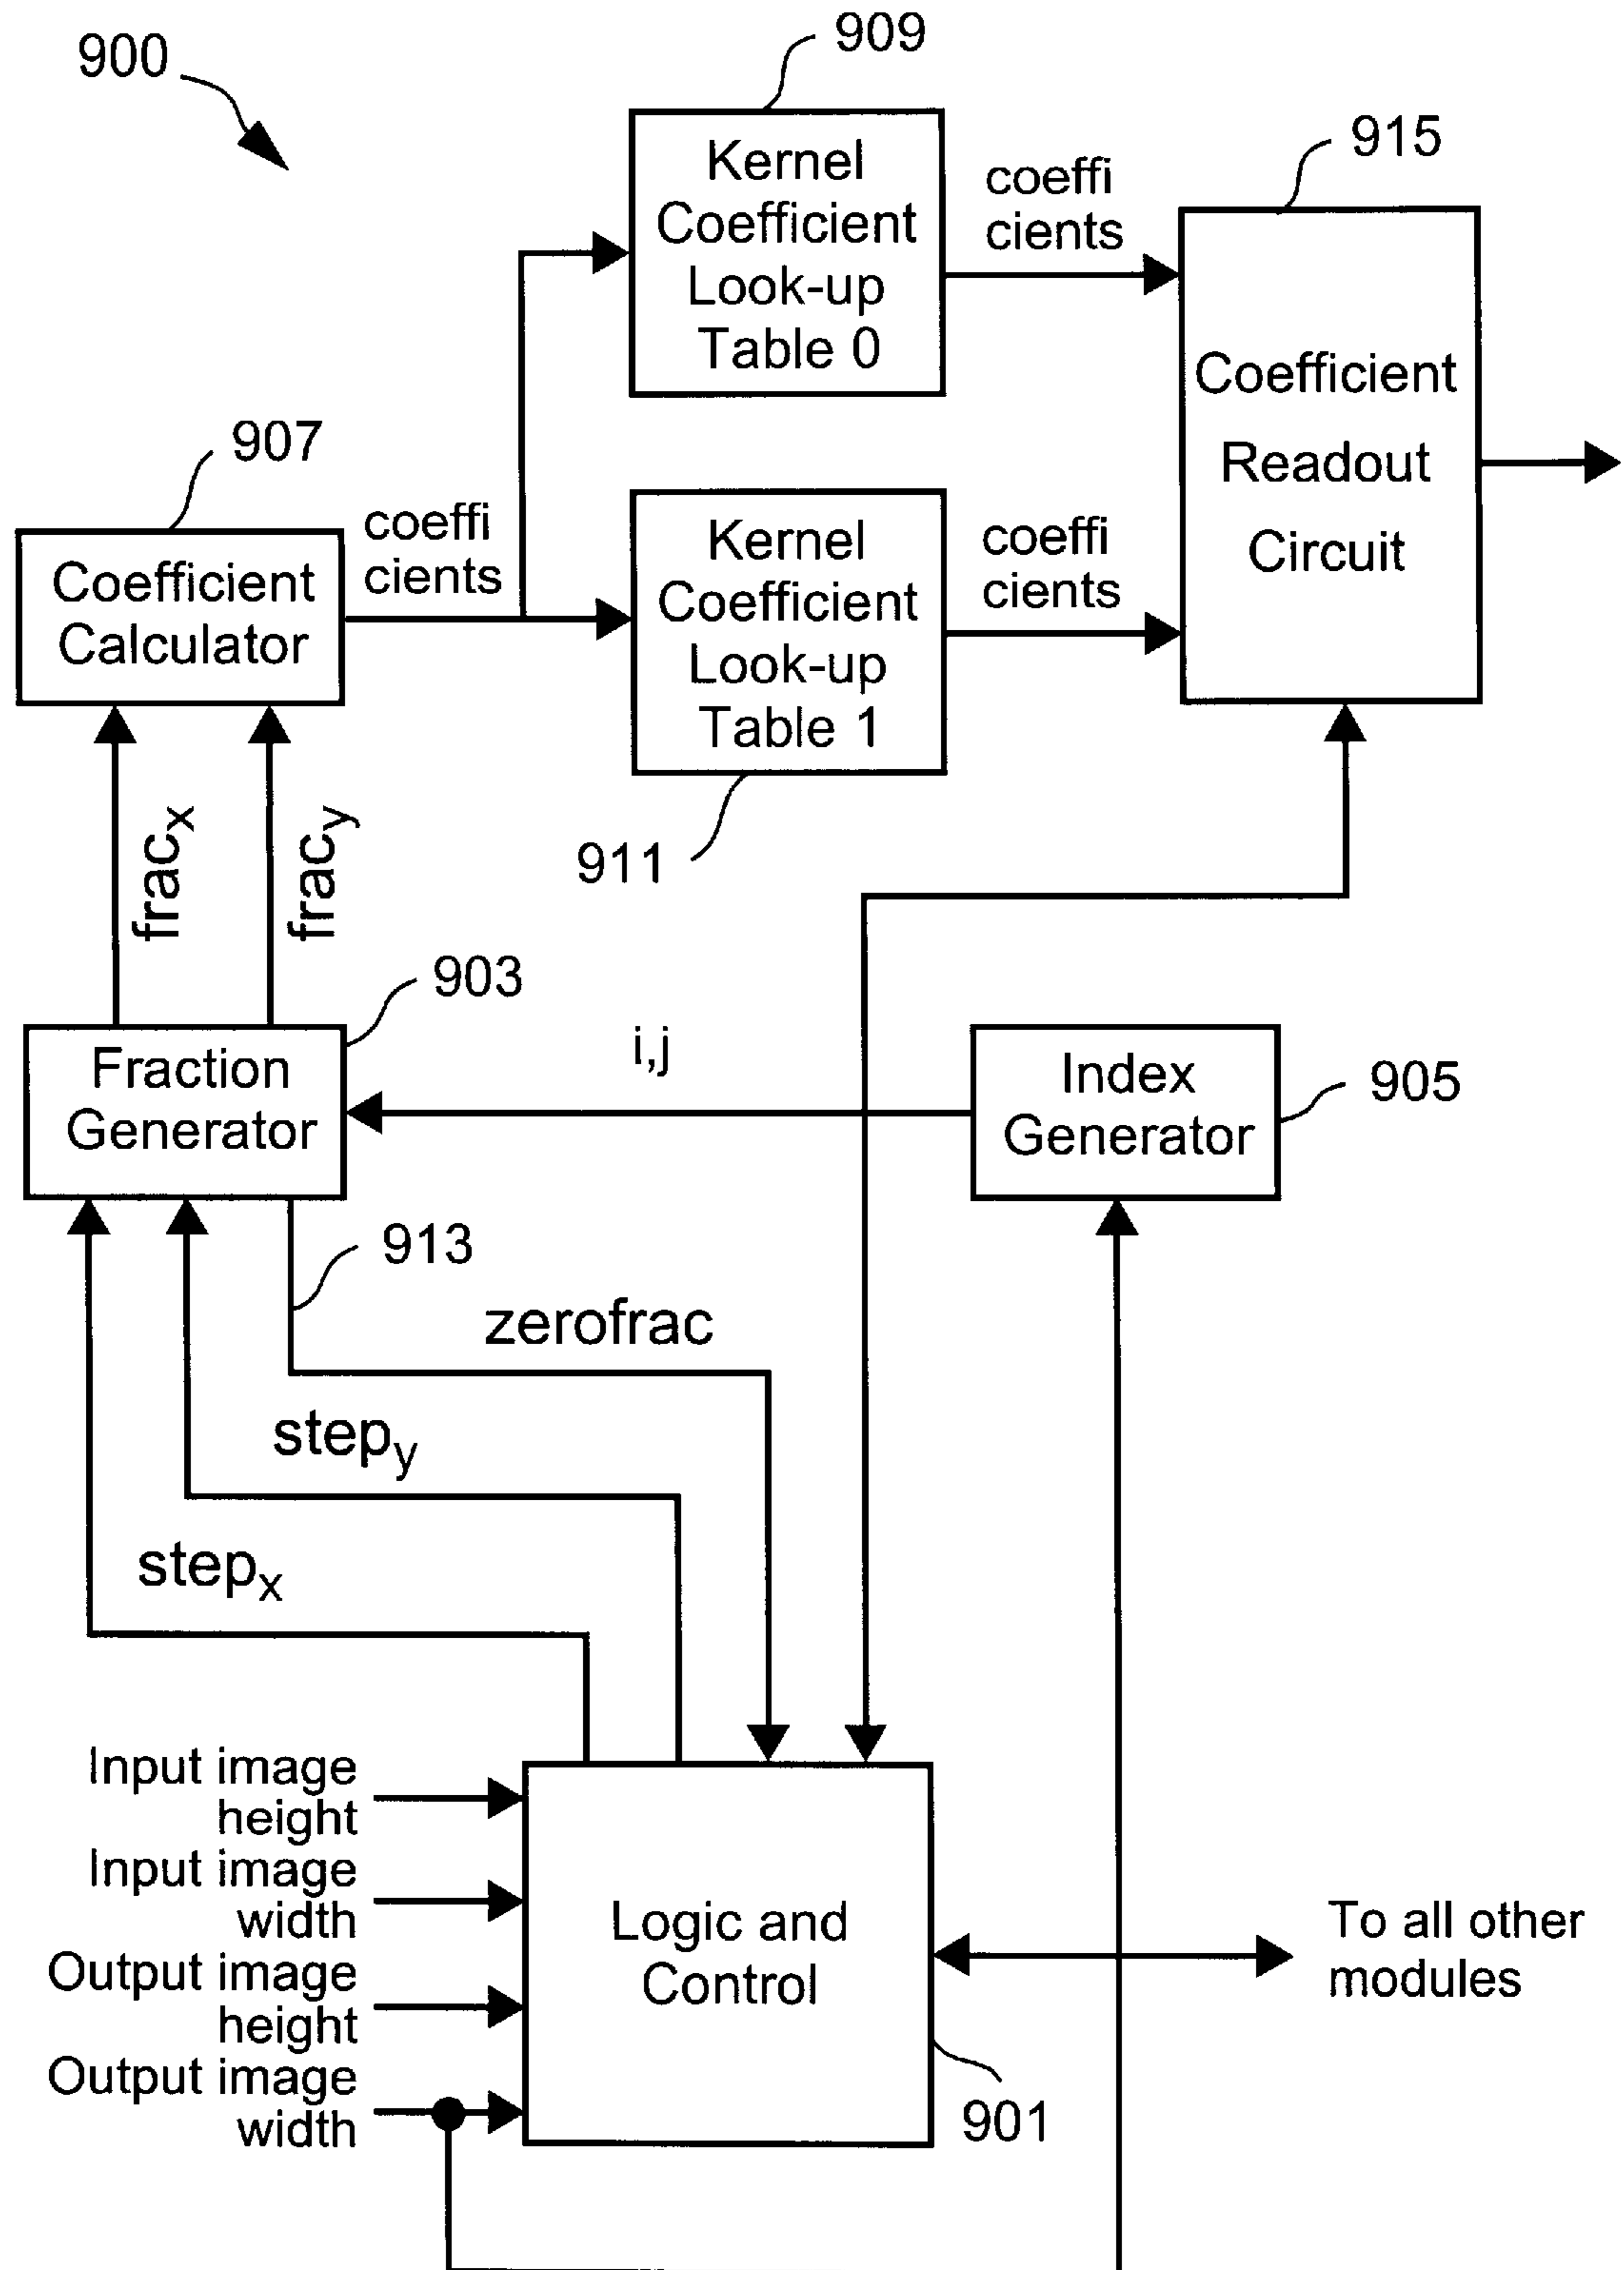 900
909
Kernel
Coefficient
Look-up
Table 0
coeffi
cients
915
Coefficient
Readout
Circuit
907
Coefficient
Calculator
coeffi
cients
Kernel
Coefficient
Look-up
Table 1
coeffi
cients
911
fracx
fracy
903
Fraction
Generator
i,j
Index
Generator
905
913
zerofrac
stepy
stepx
Input image
height
Input image
width
Output image
height
Output image
width
Logic and
Control
901
To all other
modules